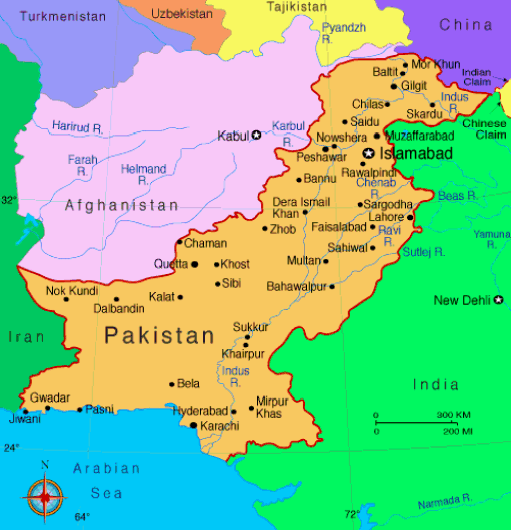 Turkmenistan
Uzbekistan
Tajikistan
Pyandzh
R.
China
Mor Khun
Baltit
Gilgit
Indian
Claim
Indus
R.
Chilas
Skardu
Harirud R.
Kabul
Karbul
R.
Saidu
Nowshera
Muzaffarabad
Chinese
Claim
Peshawar
Islamabad
Farah
R.
Helmand
R.
Rawalpindi
Bannu
Chenab
R.
Beas R.
32°
Afghanistan
Dera Ismail
Khan
Sargodha
Lahore
Zhob
Faisalabad
Ravi
R.
Yamuna
R.
Chaman
Sahiwal
Sutlej R.
Quetta
Khost
Multan
Sibi
Bahawalpur
Nok Kundi
Kalat
Dalbandin
New Dehli
Iran
Pakistan
Sukkur
Khairpur
Indus
R.
Bela
India
Gwadar
Mirpur
Khas
Jiwani
Pasni
Hyderabad
Karachi
0 300 KM
0 200 MI
24°
N
Arabian
Sea
64°
72°
Narmada R.